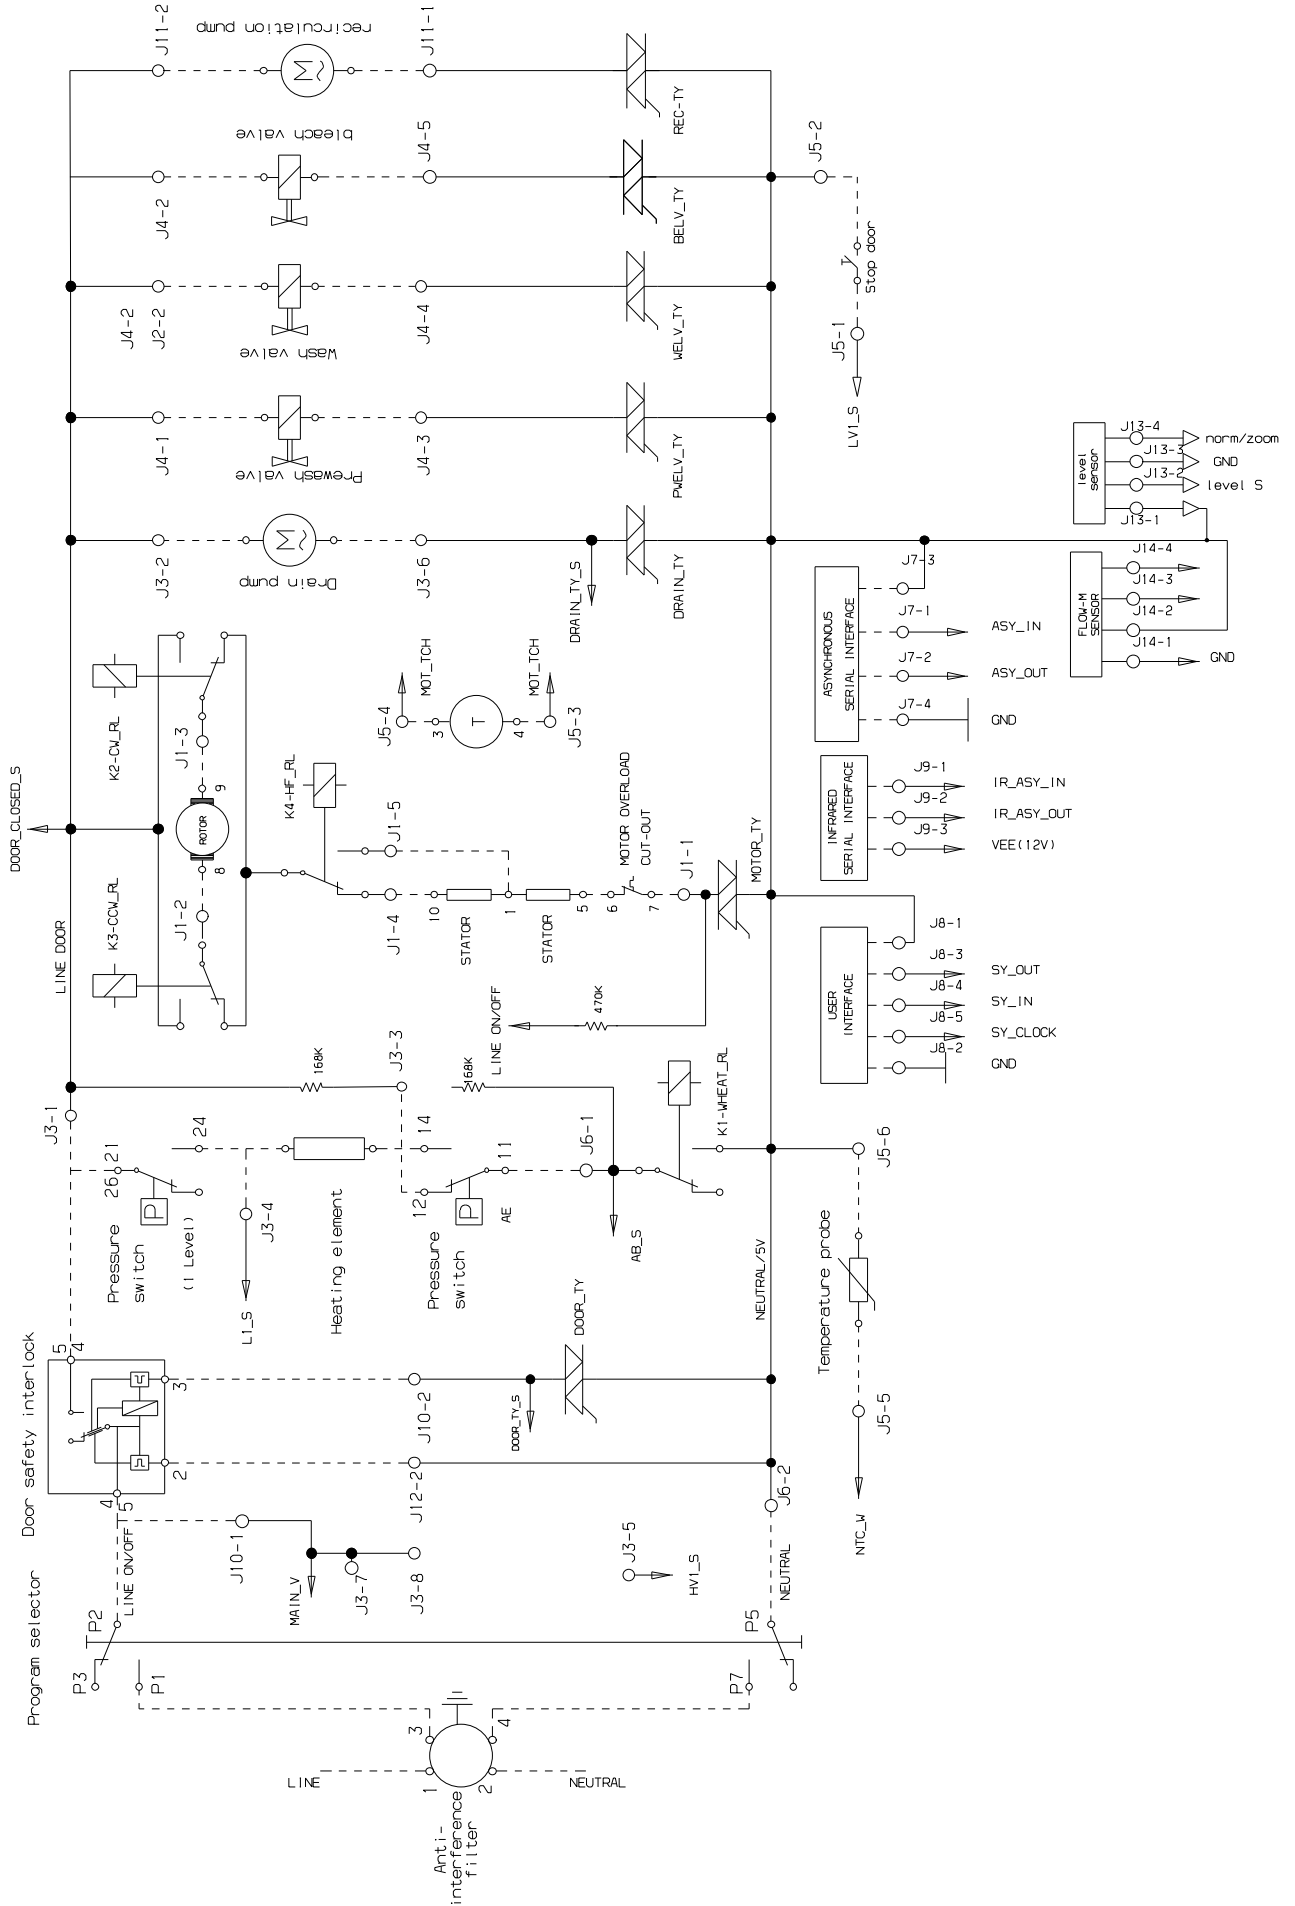 recirculation pump
J11-2
J11-1
REC-TY
bleach valve
J4-2
J4-5
BELV_TY
J5-2
Stop door
J5-1
LV1_S
J4-2
J2-2
Wash valve
J4-4
WELV_TY
J4-1
Prewash valve
J4-3
PWELV_TY
J3-2
M
~
Drain pump
J3-6
DRAIN_TY_S
DRAIN_TY
M
~
level
sensor
J13-4
norm/zoom
J13-3
GND
J13-2
level S
J13-1
FLOW-M
SENSOR
J14-4
J14-3
J14-2
J14-1
GND
ASYNCHRONOUS
SERIAL INTERFACE
J7-3
J7-1
ASY_IN
J7-2
ASY_OUT
J7-4
GND
INFRARED
SERIAL INTERFACE
J9-1
IR_ASY_IN
J9-2
IR_ASY_OUT
J9-3
VEE(12V)
USER
INTERFACE
J8-1
J8-3
SY_OUT
J8-4
SY_IN
J8-5
SY_CLOCK
J8-2
GND
DOOR_CLOSED_S
K2-CW_RL
J1-3
9
ROTOR
8
J1-2
K3-CCW_RL
LINE DOOR
K4-HF_RL
J1-5
J1-4
10
STATOR
1
STATOR
5
6
7
MOTOR OVERLOAD
CUT-OUT
J1-1
MOTOR_TY
J5-4
MOT_TCH
3
T
4
MOT_TCH
J5-3
LINE ON/OFF
470K
J3-1
168K
J3-3
168K
26
21
24
P
Pressure
switch
(1 Level)
J3-4
L1_S
Heating element
14
12
11
P
AE
Pressure
switch
J6-1
AB_S
K1-WHEAT_RL
NEUTRAL/5V
J5-6
Temperature probe
J5-5
NTC_W
Door safety interlock
5
4
3
2
4
5
J10-2
DOOR_TY_S
DOOR_TY
J12-2
J6-2
LINE ON/OFF
J10-1
MAIN_V
J3-7
J3-8
J3-5
HV1_S
NEUTRAL
Program selector
P2
P3
P1
P5
P7
3
4
1
2
LINE
NEUTRAL
Anti-
interference
filter